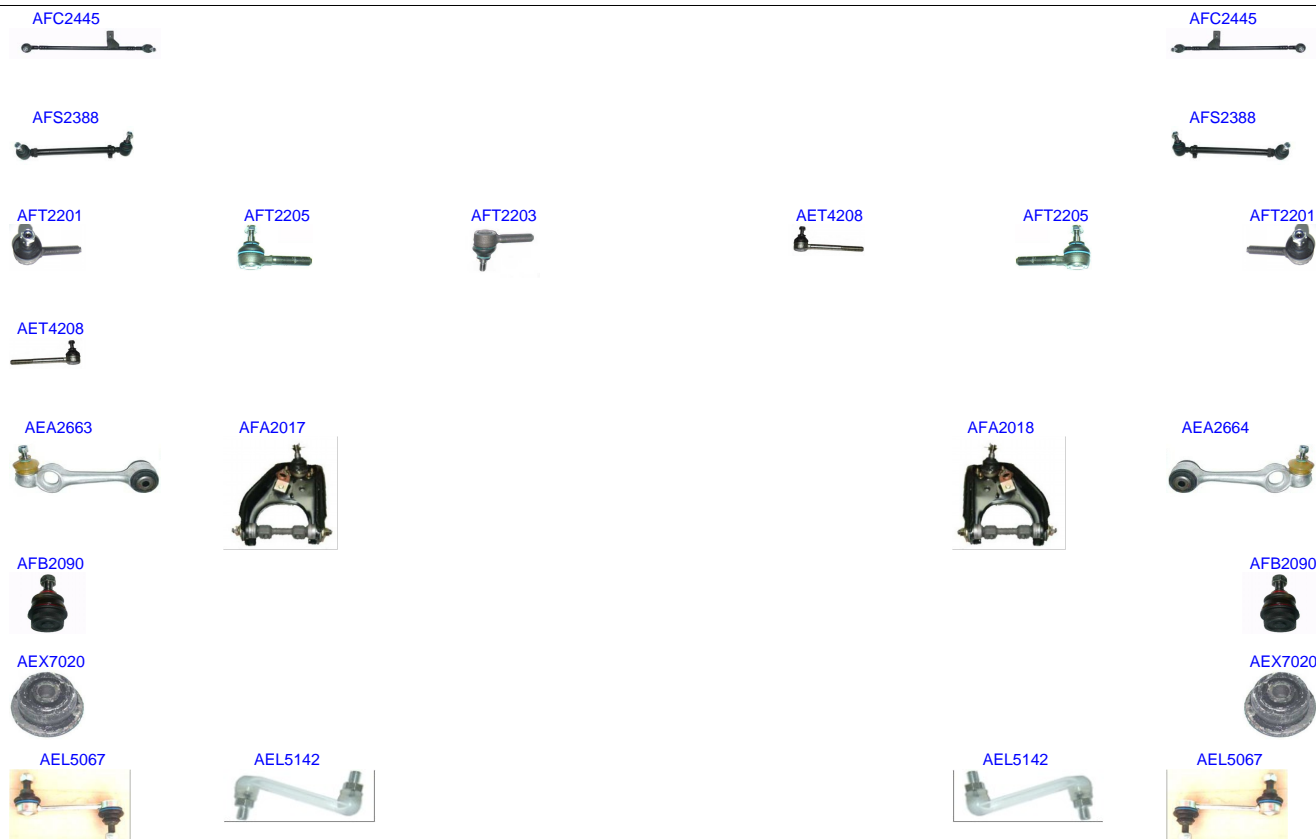 AFC2445 AFC2445
AFS2388 AFS2388
AFT2201 AFT2205 AFT2203 AET4208 AFT2205 AFT2201
AET4208
AEA2663 AFA2017 AFA2018 AEA2664
AFB2090 AFB2090
AEX7020 AEX7020
AEL5067 AEL5142 AEL5142 AEL5067